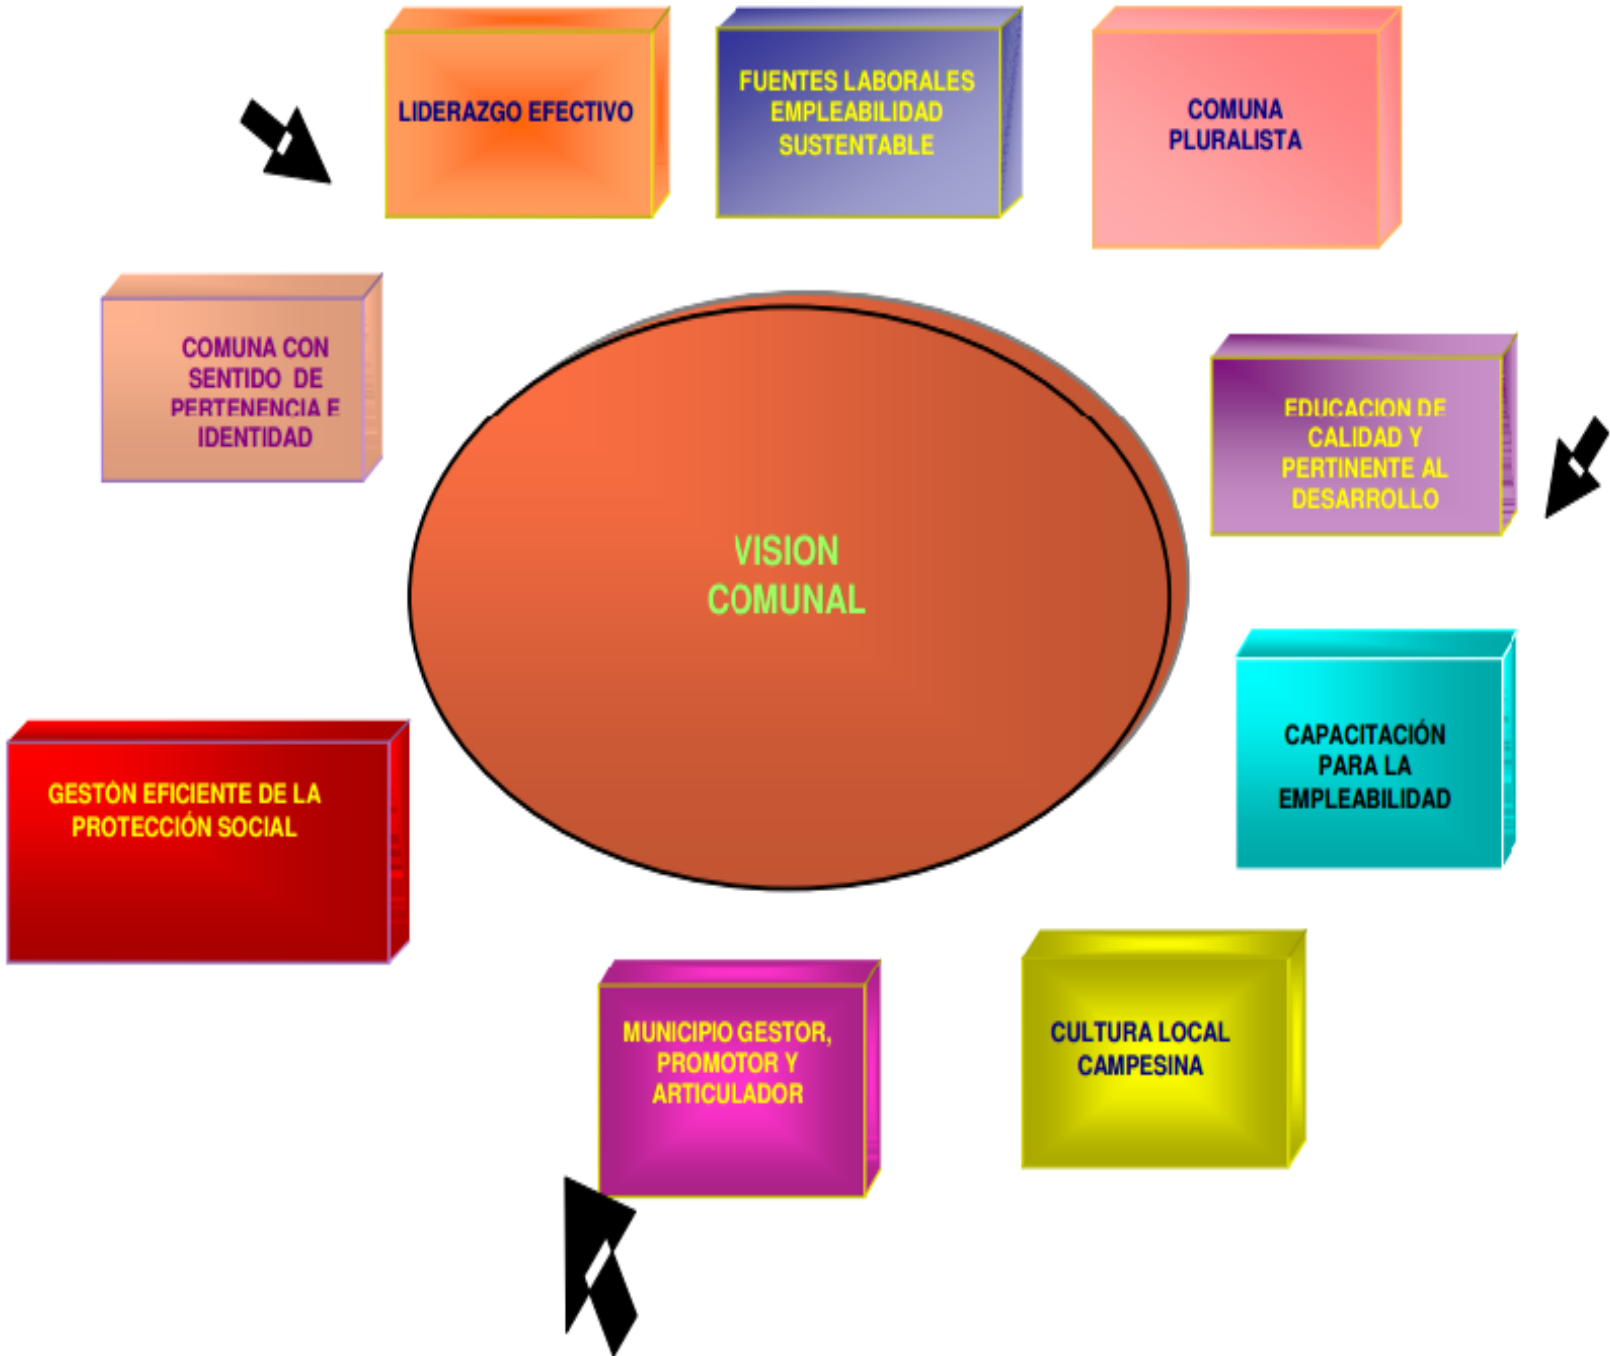 LIDERAZGO EFECTIVO
FUENTES LABORALES
EMPLEABILIDAD
SUSTENTABLE
COMUNA
PLURALISTA
COMUNA CON
SENTIDO DE
PERTENENCIA E
IDENTIDAD
EDUCACION DE
CALIDAD Y
PERTINENTE AL
DESARROLLO
VISION
COMUNAL
CAPACITACIÓN
PARA LA
EMPLEABILIDAD
GESTÓN EFICIENTE DE LA
PROTECCIÓN SOCIAL
MUNICIPIO GESTOR,
PROMOTOR Y
ARTICULADOR
CULTURA LOCAL
CAMPESINA